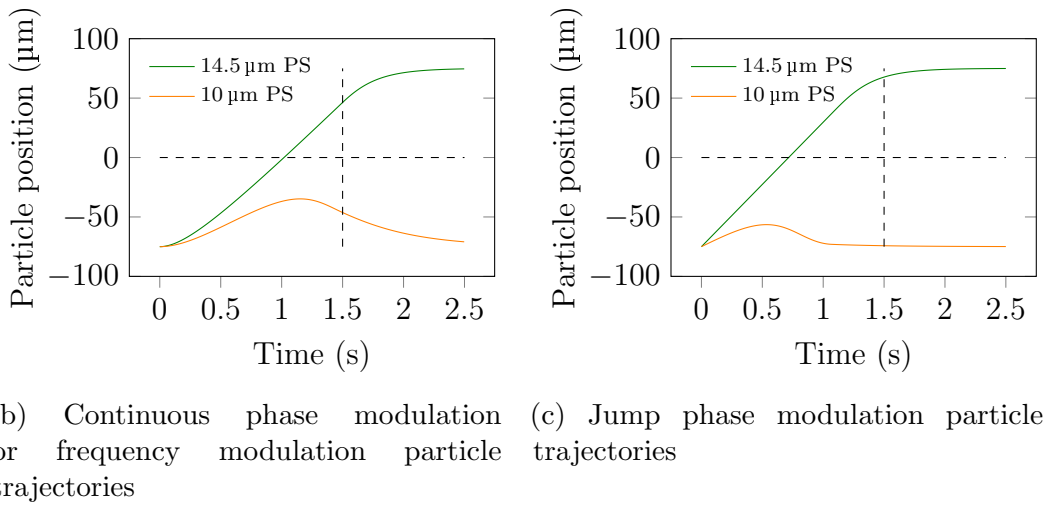 Particle position (µm)
100
50
0
−50
−100
14.5 µm PS
10 µm PS
0 0.5 1 1.5 2 2.5
Time (s)
Particle position (µm)
100
50
0
−50
−100
14.5 µm PS
10 µm PS
0 0.5 1 1.5 2 2.5
Time (s)
b) Continuous phase modulation
or frequency modulation particle
trajectories
(c) Jump phase modulation particle
trajectories